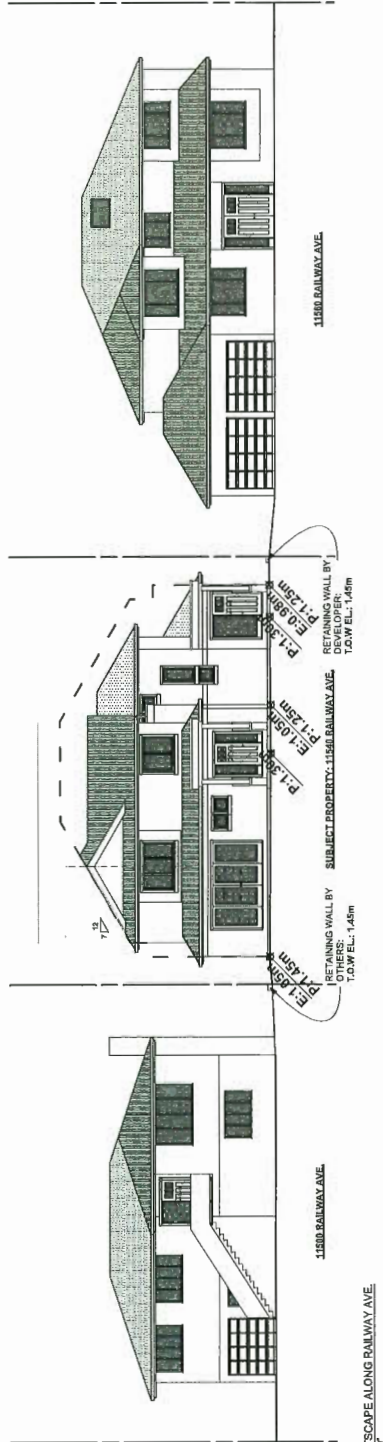 12
7
E:1.05m
P:1.45m
P:1.30m
E:1.05m
P:1.25m
P:1.30m
E:0.98m
P:1.25m
RETAINING WALL BY
OTHERS:
T.O.W EL.: 1.45m
RETAINING WALL BY
DEVELOPER:
T.O.W EL.: 1.45m
11500 RAILWAY AVE.
SUBJECT PROPERTY: 11540 RAILWAY AVE.
11560 RAILWAY AVE.
SCAPE ALONG RAILWAY AVE.